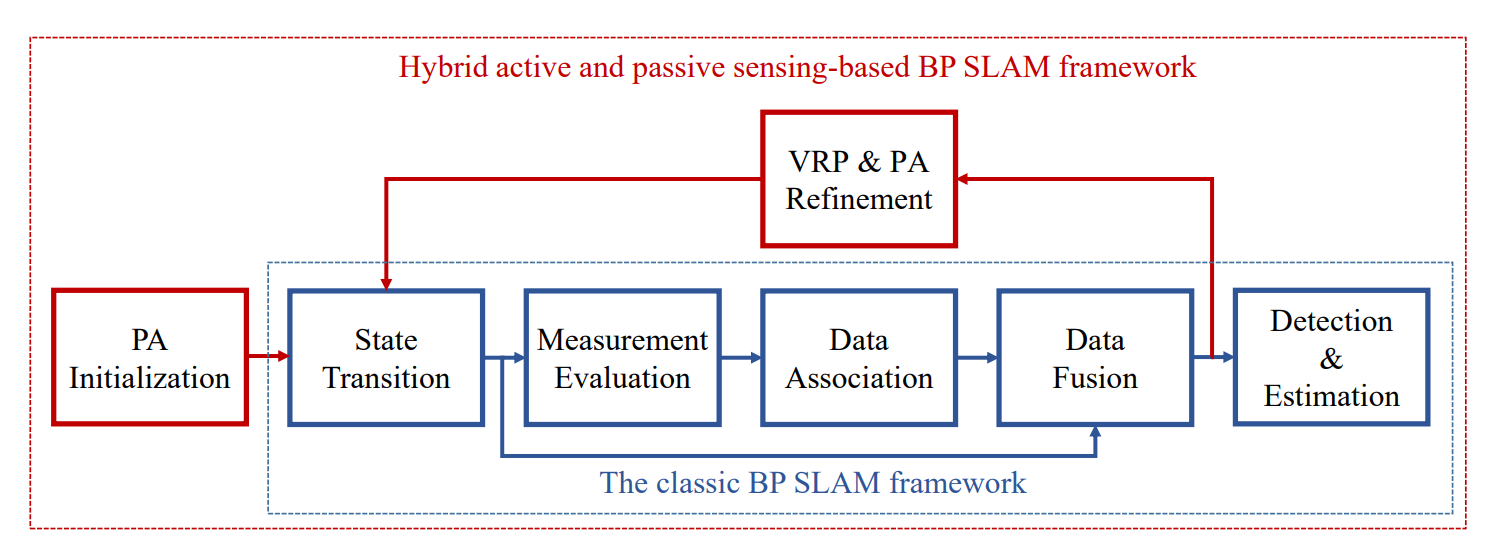 Hybrid active and passive sensing-based BP SLAM framework
VRP & PA
Refinement
PA
Initialization
State
Transition
Measurement
Evaluation
Data
Association
Data
Fusion
Detection
&
Estimation
The classic BP SLAM framework